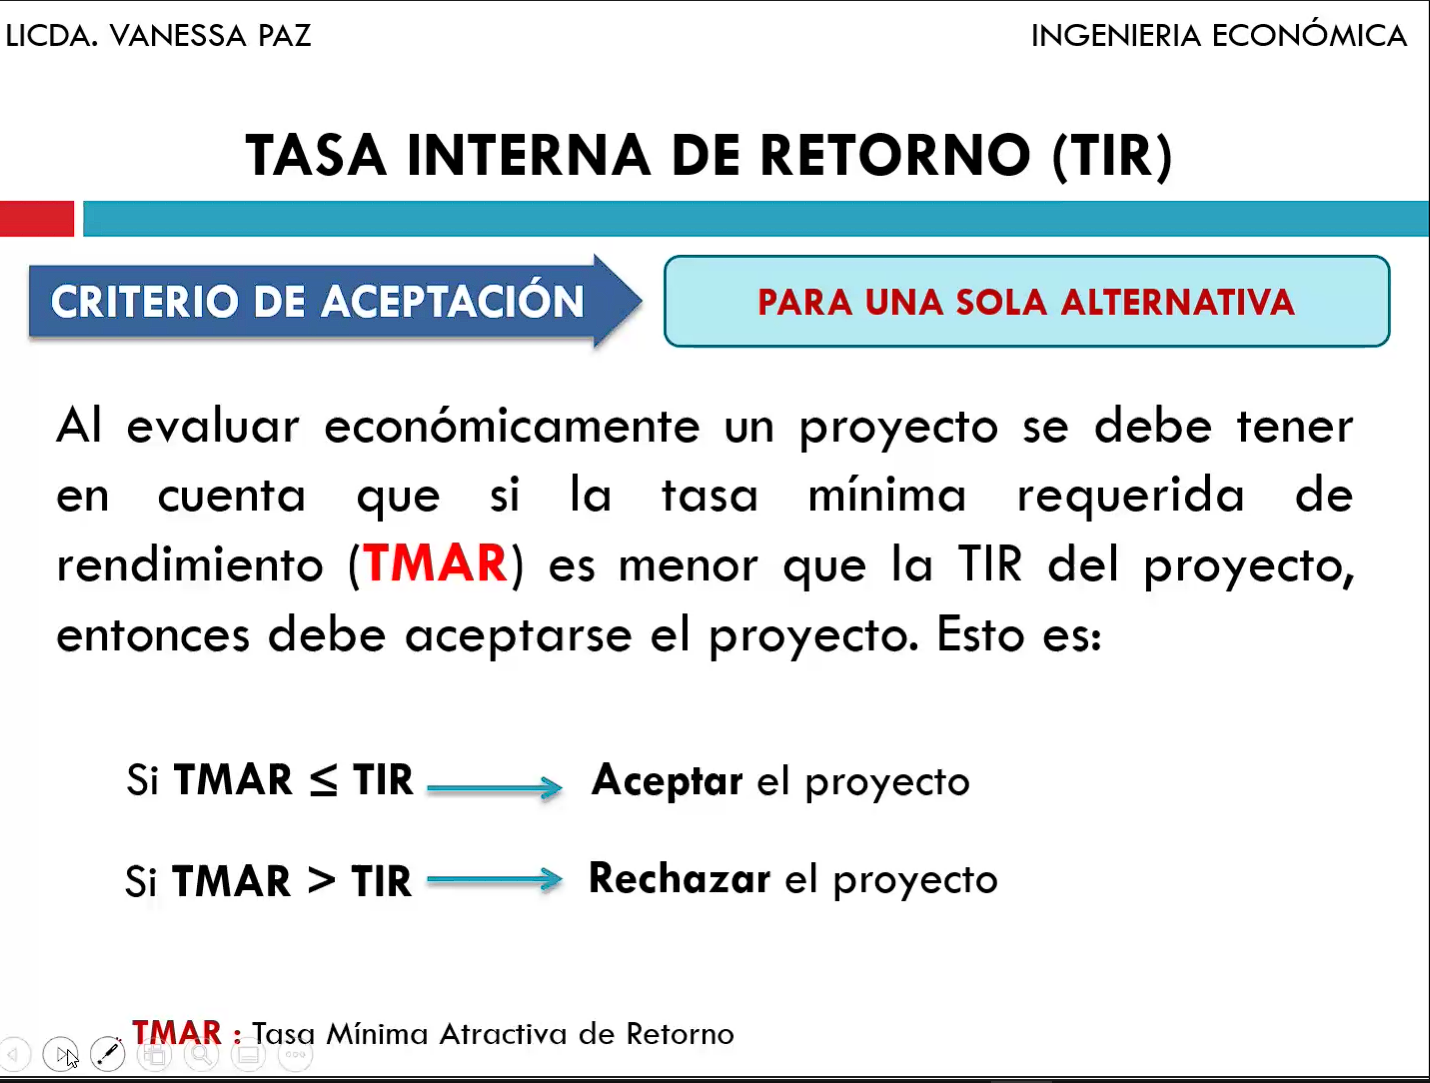 LICDA. VANESSA PAZ
INGENIERIA ECONÓMICA
TASA INTERNA DE RETORNO (TIR)
CRITERIO DE ACEPTACIÓN
PARA UNA SOLA ALTERNATIVA
Al evaluar económicamente un proyecto se debe tener
en cuenta que si la tasa mínima requerida de
rendimiento (TMAR) es menor que la TIR del proyecto,
entonces debe aceptarse el proyecto. Esto es:
Si TMAR ≤ TIR Aceptar el proyecto
Si TMAR > TIR Rechazar el proyecto
TMAR : Tasa Mínima Atractiva de Retorno